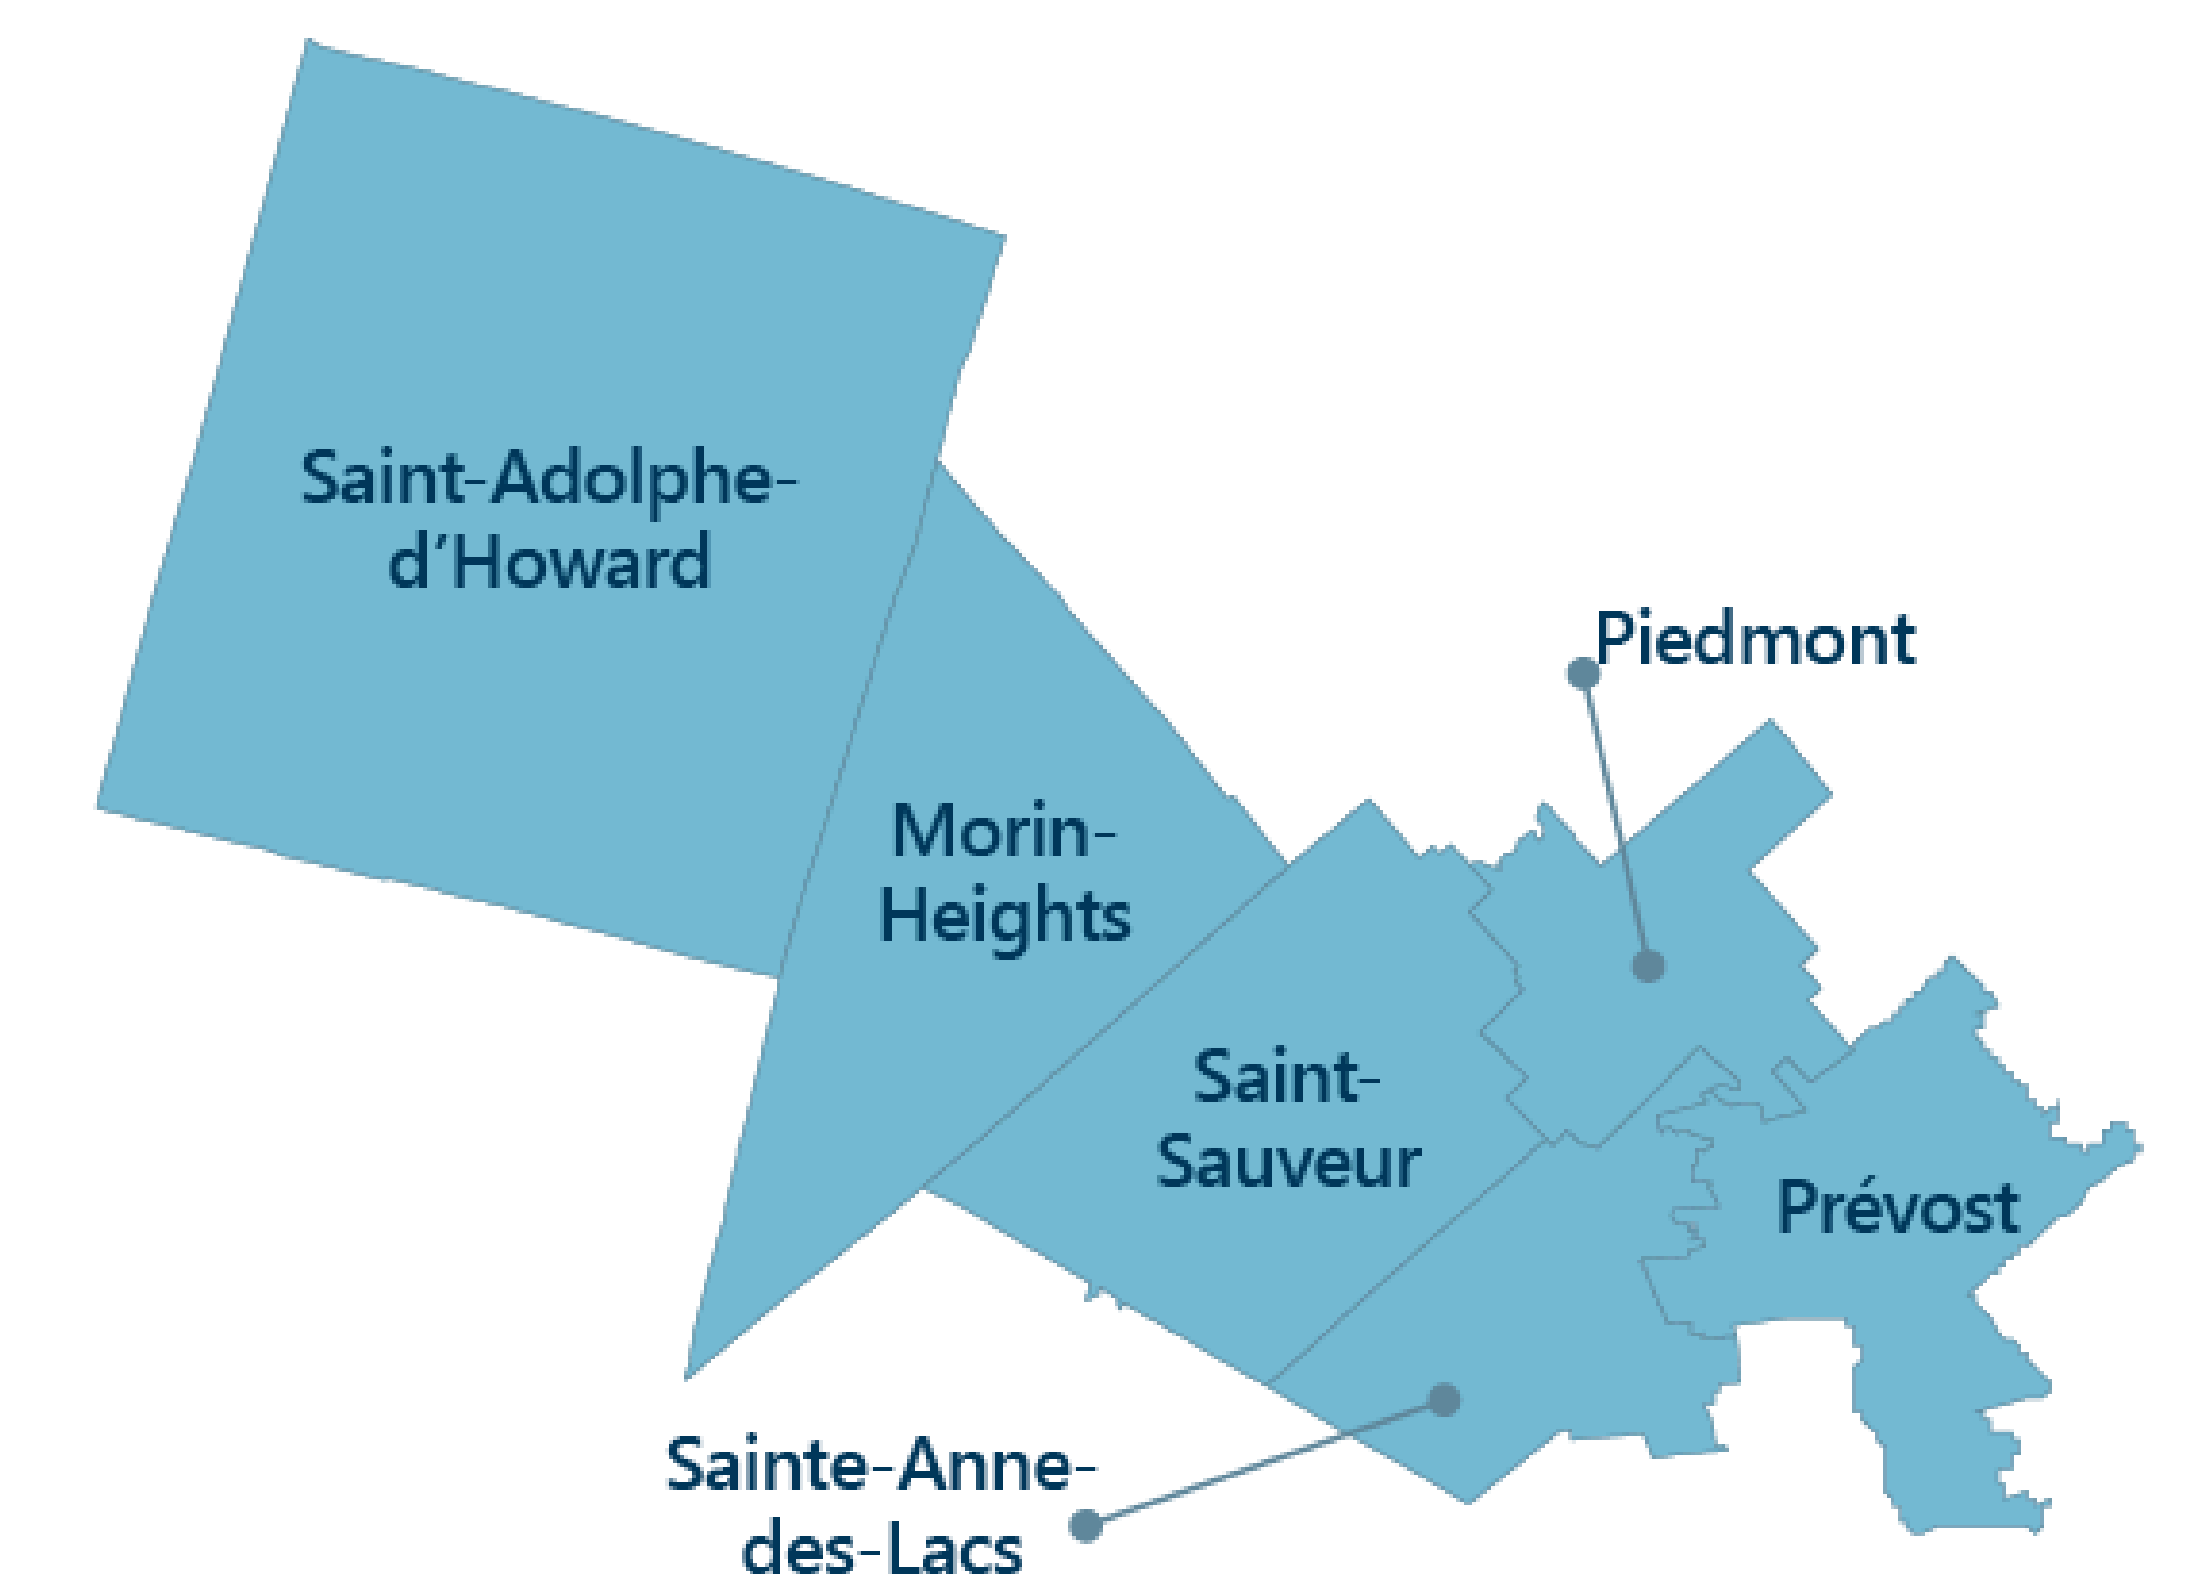 Saint-Adolphe-
d'Howard
Piedmont
Morin-
Heights
Saint-
Sauveur
Prévost
Sainte-Anne-
des-Lacs